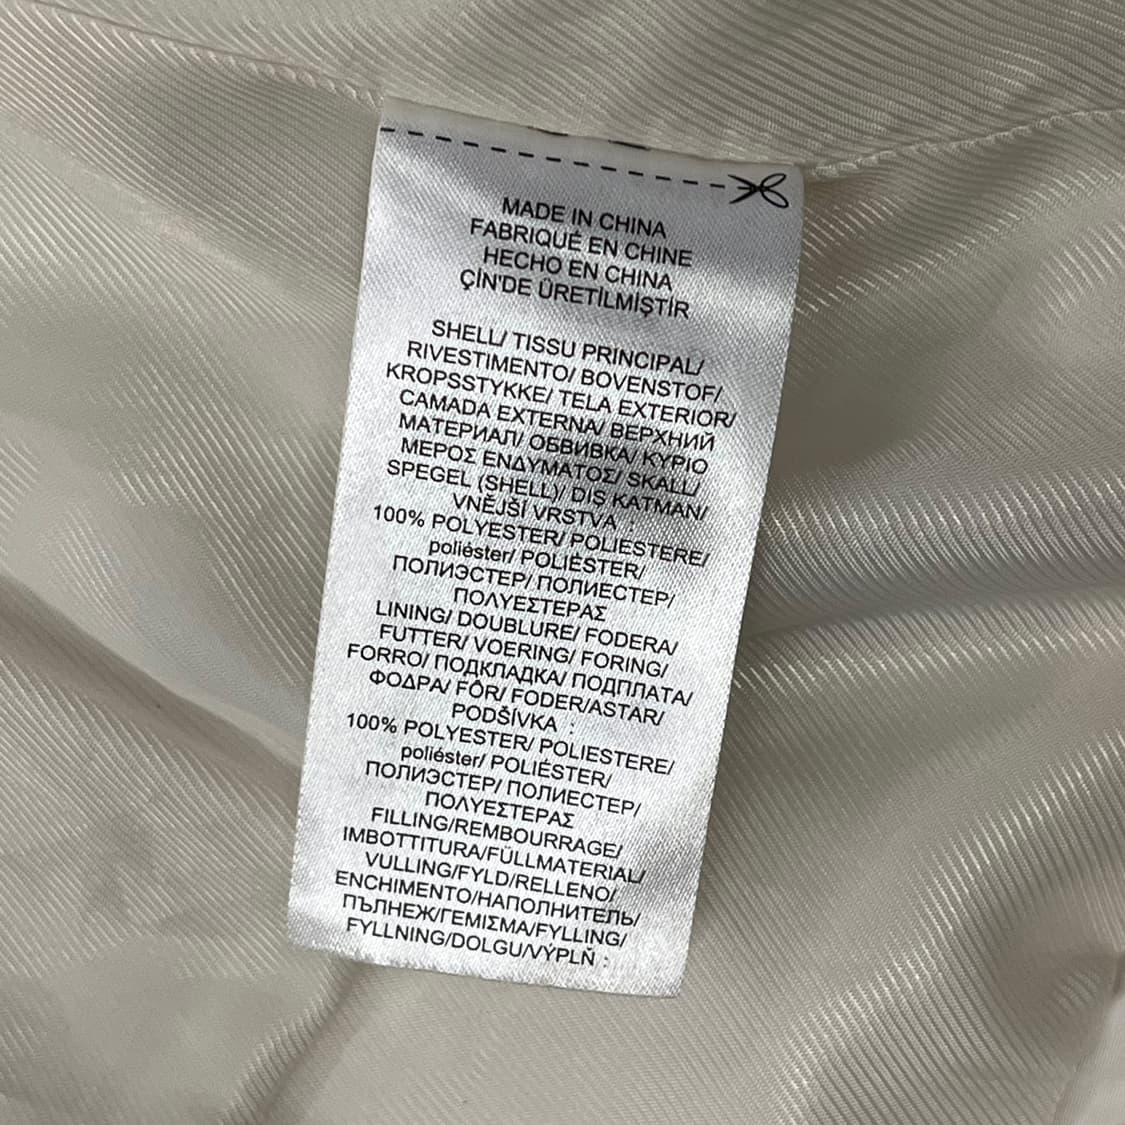 MADE IN CHINA
FABRIQUÉ EN CHINE
HECHO EN CHINA
ÇİN'DE ÜRETİLMİŞTİR
SHELL/ TISSU PRINCIPAL/
RIVESTIMENTO/ BOVENSTOF/
KROPSSTYKKE/ TELA EXTERIOR/
CAMADA EXTERNA/ ВЕРХНИЙ
МАТЕРИАЛ/ ОБВИВКА/ ΚΥΡΙΟ
ΜΕΡΟΣ ΕΝΔΥΜΑΤΟΣ/ SKALL/
SPEGEL (SHELL)/ DIŞ KATMAN/
VNĚJŠÍ VRSTVA :
100% POLYESTER/ POLIESTERE/
poliéster/ POLIÉSTER/
ПОЛИЭСТЕР/ ПОЛИЕСТЕР/
ΠΟΛΥΕΣΤΕΡΑΣ
LINING/ DOUBLURE/ FODERA/
FUTTER/ VOERING/ FORING/
FORRO/ ПОДКЛАДКА/ ПОДПЛАТА/
ΦΟΔΡΑ/ FÔR/ FODER/ASTAR/
PODŠÍVKA :
100% POLYESTER/ POLIESTERE/
poliéster/ POLIÉSTER/
ПОЛИЭСТЕР/ ПОЛИЕСТЕР/
ΠΟΛΥΕΣΤΕΡΑΣ
FILLING/REMBOURRAGE/
IMBOTTITURA/FÜLLMATERIAL/
VULLING/FYLD/RELLENO/
ENCHIMENTO/НАПОЛНИТЕЛЬ/
ПЪЛНЕЖ/ΓΕΜΙΣΜΑ/FYLLING/
FYLLNING/DOLGU/VÝPLŇ :